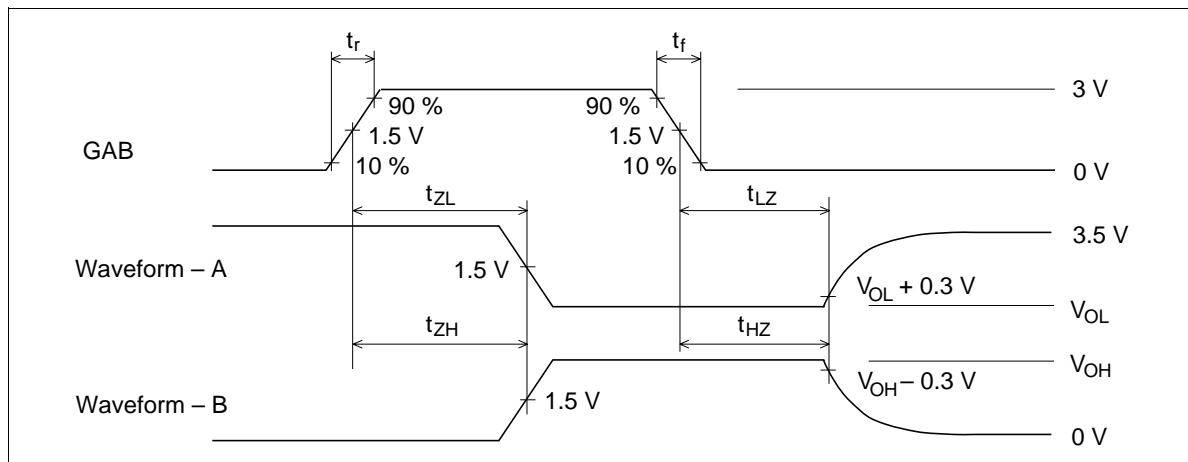 tr tf
3 V
90 % 90 %
1.5 V 1.5 V
GAB
10 % 10 %
0 V
tZL tLZ
3.5 V
Waveform – A
1.5 V
VOL + 0.3 V
VOL
tZH tHZ
VOH
VOH – 0.3 V
Waveform – B
1.5 V
0 V